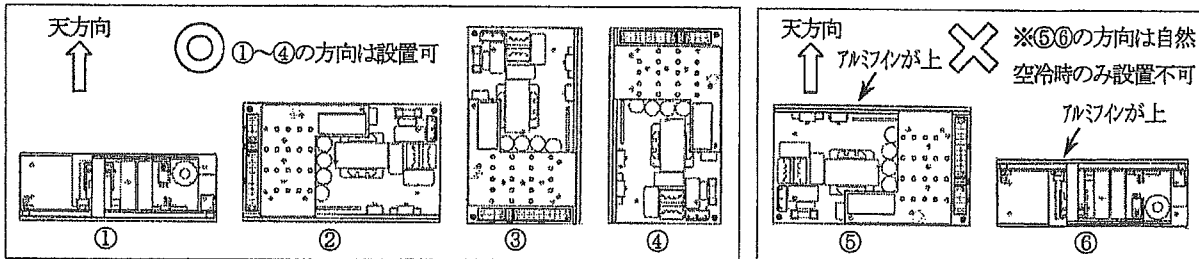 天方向
◎ ①～④の方向は設置可
①
②
③
④
天方向
アルミフィンが上
※⑤⑥の方向は自然
空冷時のみ設置不可
アルミフィンが上
⑤
⑥